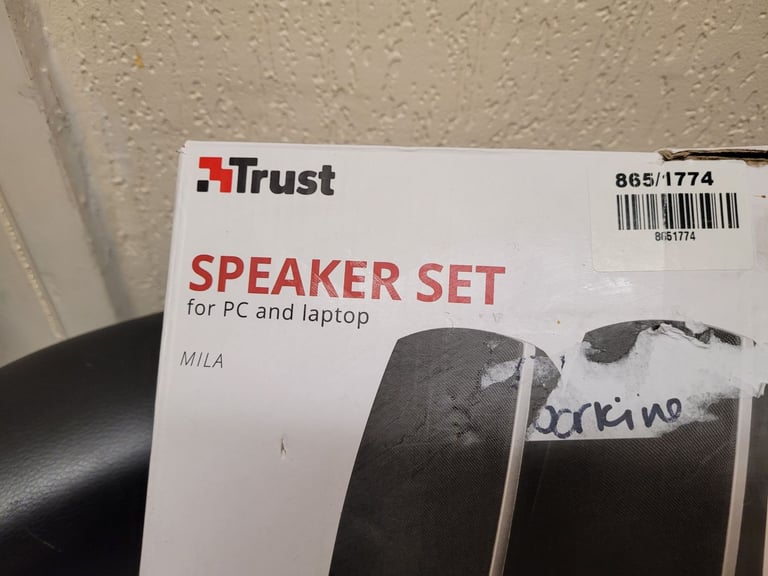 Trust
865/1774
8651774
SPEAKER SET
for PC and laptop
MILA